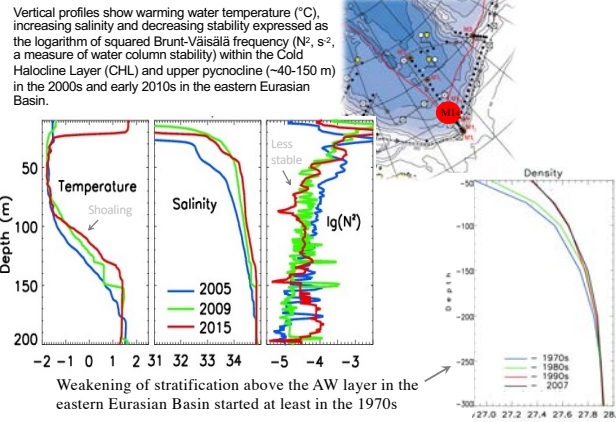 Vertical profiles show warming water temperature (°C),
increasing salinity and decreasing stability expressed as
the logarithm of squared Brunt-Väisälä frequency (N², s⁻²,
a measure of water column stability) within the Cold
Halocline Layer (CHL) and upper pycnocline (~40-150 m)
in the 2000s and early 2010s in the eastern Eurasian
Basin.
M1a
Depth (m)
50
100
150
200
Temperature
Shoaling
-2 -1 0 1 2
Salinity
2005
2009
2015
31 32 33 34
Less
stable
lg(N²)
-5 -4 -3
Density
-50
-100
-150
-200
-250
-300
Depth
- 1970s
- 1980s
- 1990s
- 2007
27.0 27.2 27.4 27.6 27.8 28.
Weakening of stratification above the AW layer in the
eastern Eurasian Basin started at least in the 1970s